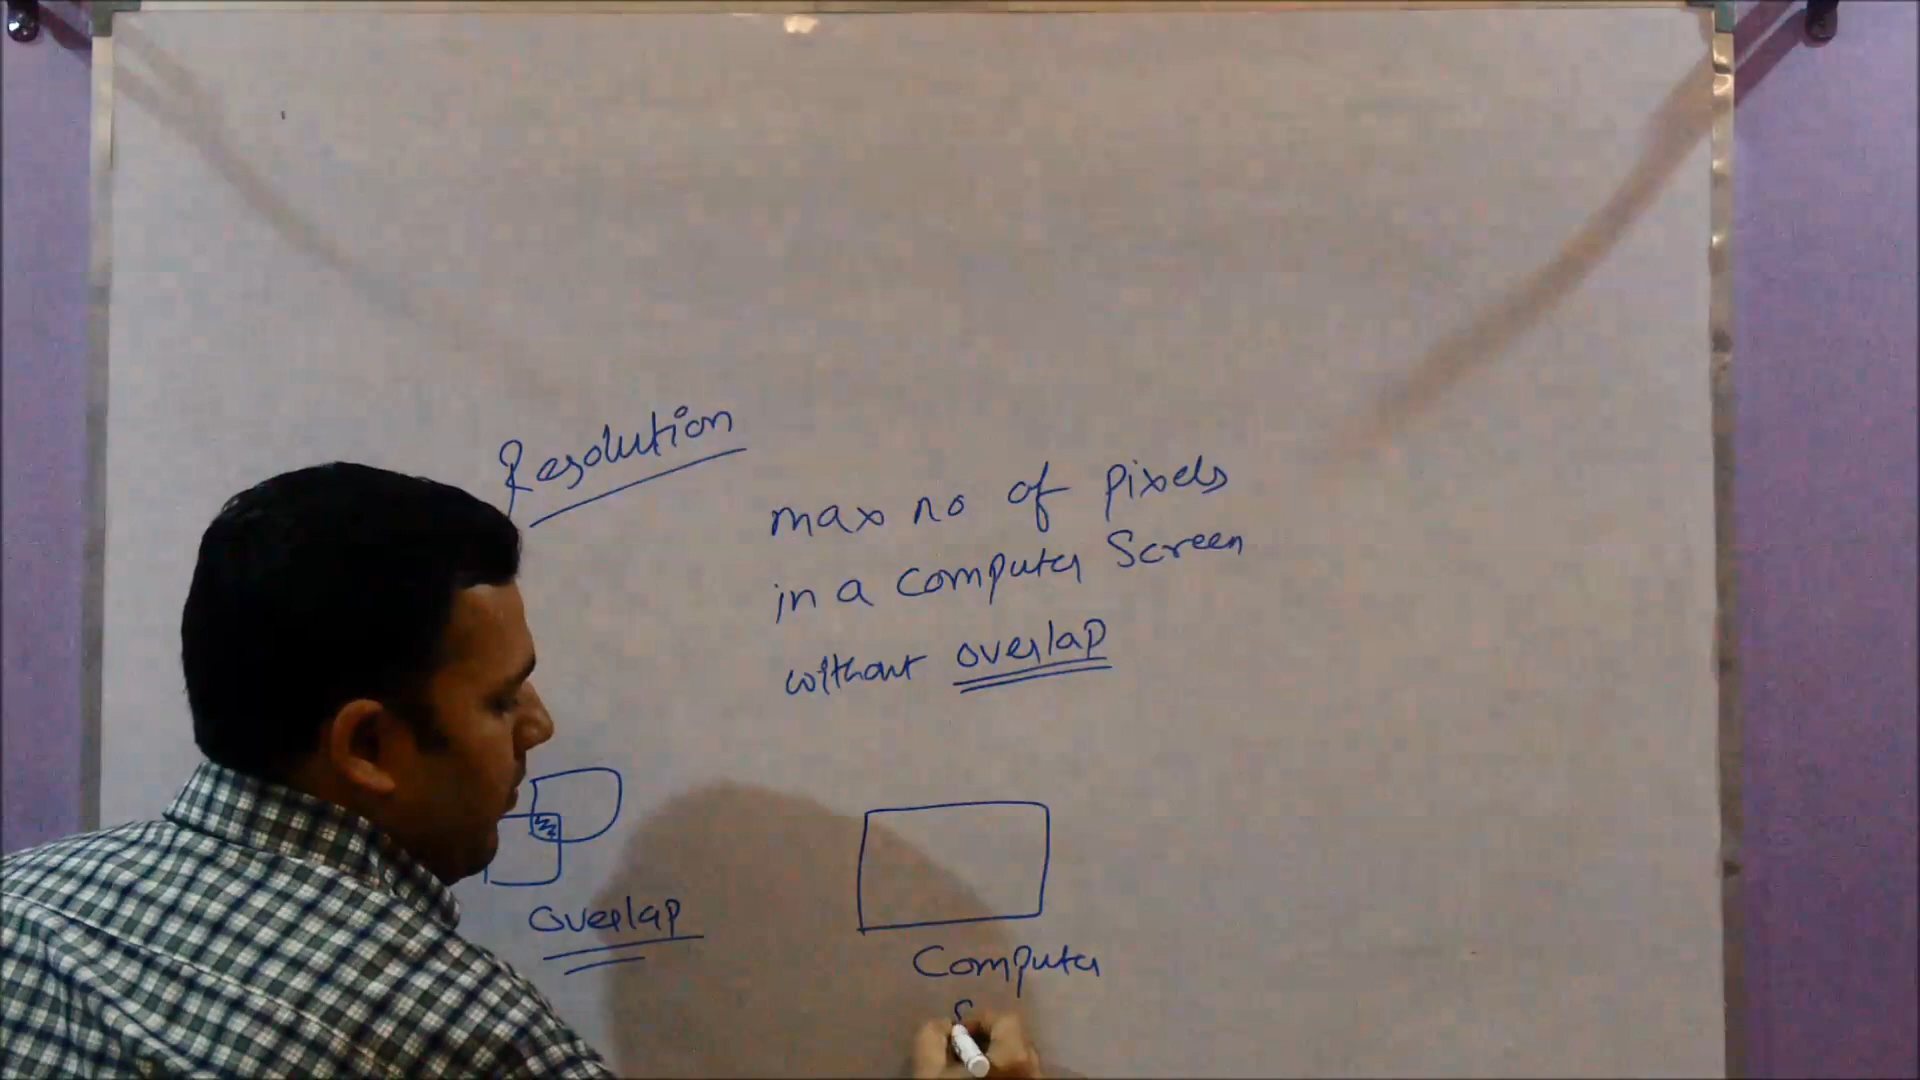 Resolution
max no of pixels
in a computer Screen
without overlap
overlap
Computer
S